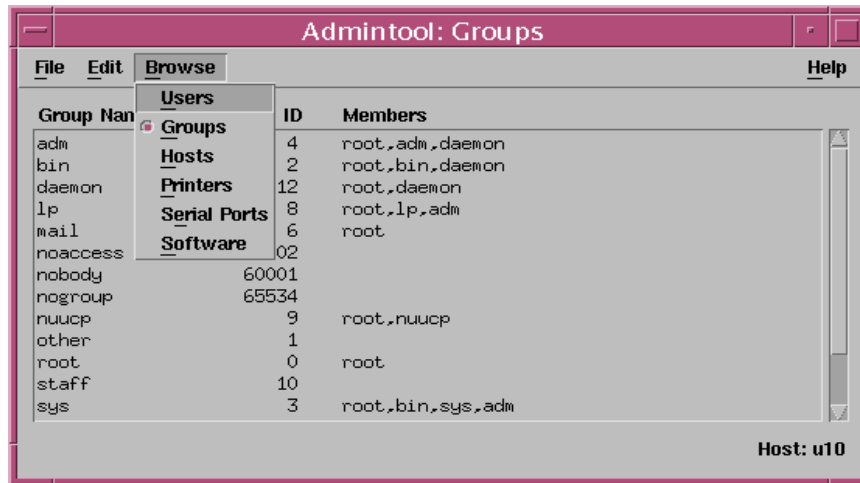 Admintool: Groups
File Edit Browse Help
Users
Groups
Hosts
Printers
Serial Ports
Software
Group Nan ID Members
adm 4 root,adm,daemon
bin 2 root,bin,daemon
daemon 12 root,daemon
lp 8 root,lp,adm
mail 6 root
noaccess 02
nobody 60001
nogroup 65534
nuucp 9 root,nuucp
other 1
root 0 root
staff 10
sys 3 root,bin,sys,adm
Host: u10